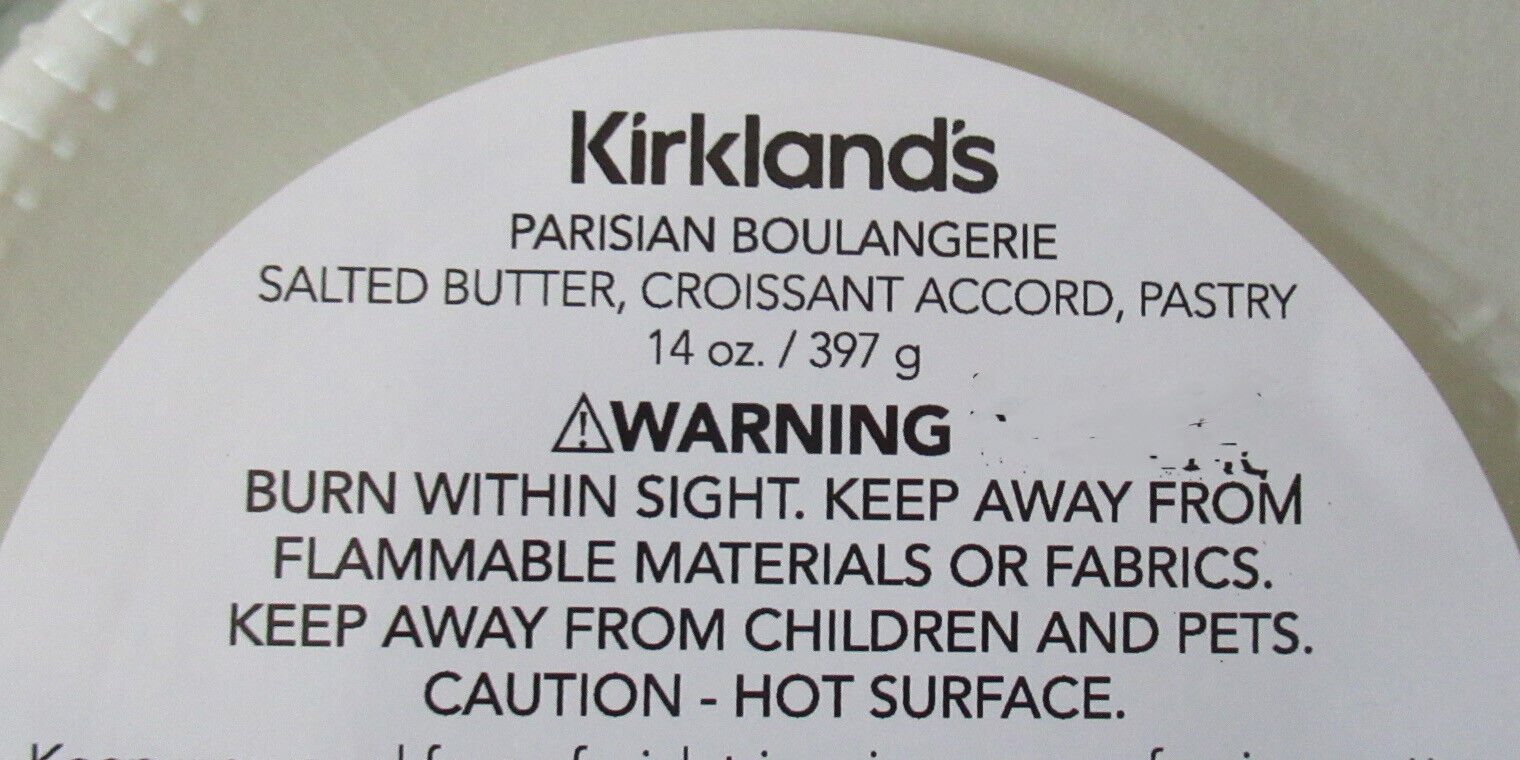 Kirkland's
PARISIAN BOULANGERIE
SALTED BUTTER, CROISSANT ACCORD, PASTRY
14 oz. / 397 g
⚠WARNING
BURN WITHIN SIGHT. KEEP AWAY FROM
FLAMMABLE MATERIALS OR FABRICS.
KEEP AWAY FROM CHILDREN AND PETS.
CAUTION - HOT SURFACE.